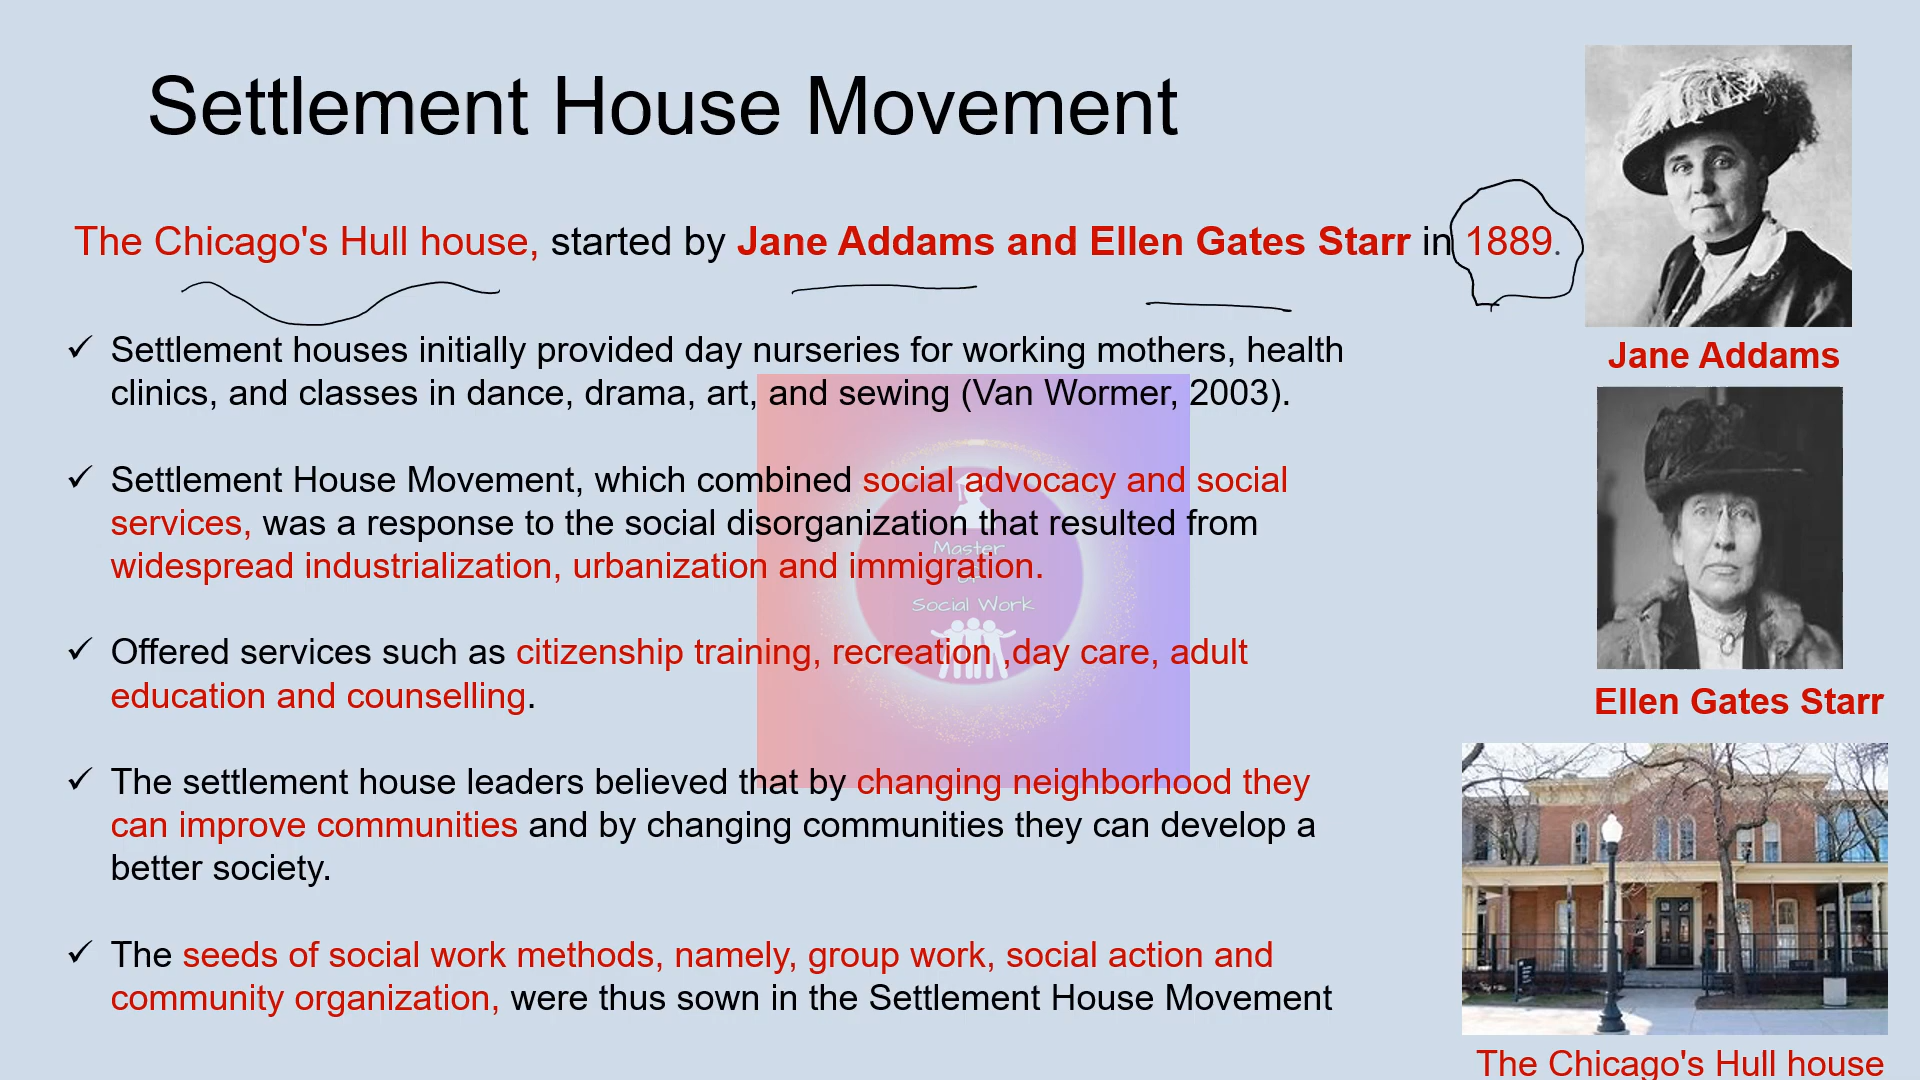 Settlement House Movement
The Chicago's Hull house, started by Jane Addams and Ellen Gates Starr in 1889.
✓ Settlement houses initially provided day nurseries for working mothers, health
clinics, and classes in dance, drama, art, and sewing (Van Wormer, 2003).
✓ Settlement House Movement, which combined social advocacy and social
services, was a response to the social disorganization that resulted from
widespread industrialization, urbanization and immigration.
✓ Offered services such as citizenship training, recreation ,day care, adult
education and counselling.
✓ The settlement house leaders believed that by changing neighborhood they
can improve communities and by changing communities they can develop a
better society.
✓ The seeds of social work methods, namely, group work, social action and
community organization, were thus sown in the Settlement House Movement
Master
Social Work
Jane Addams
Ellen Gates Starr
The Chicago's Hull house